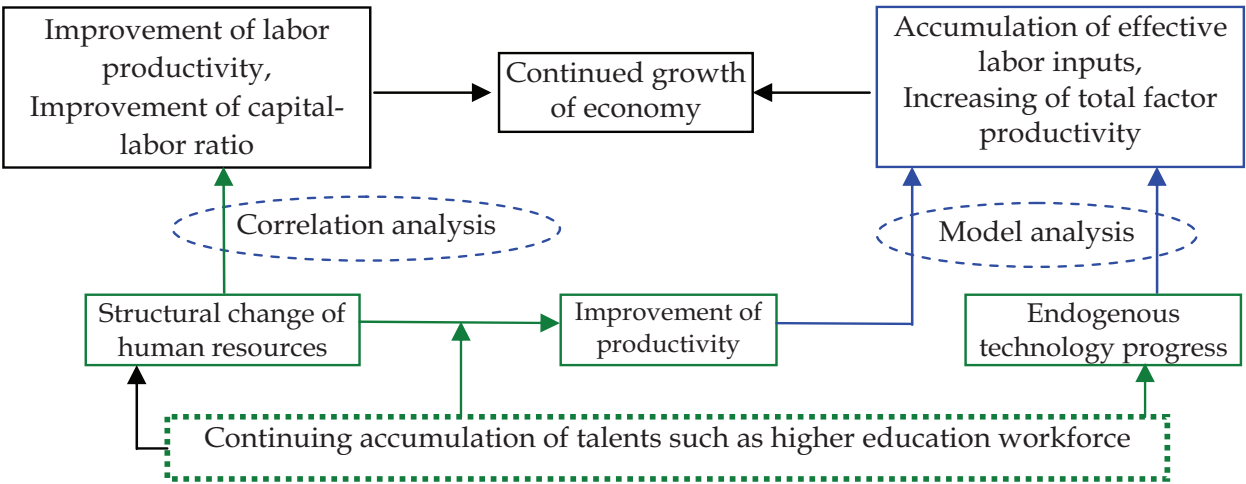 Improvement of labor
productivity,
Improvement of capital-
labor ratio
Continued growth
of economy
Accumulation of effective
labor inputs,
Increasing of total factor
productivity
Correlation analysis
Model analysis
Structural change of
human resources
Improvement of
productivity
Endogenous
technology progress
Continuing accumulation of talents such as higher education workforce